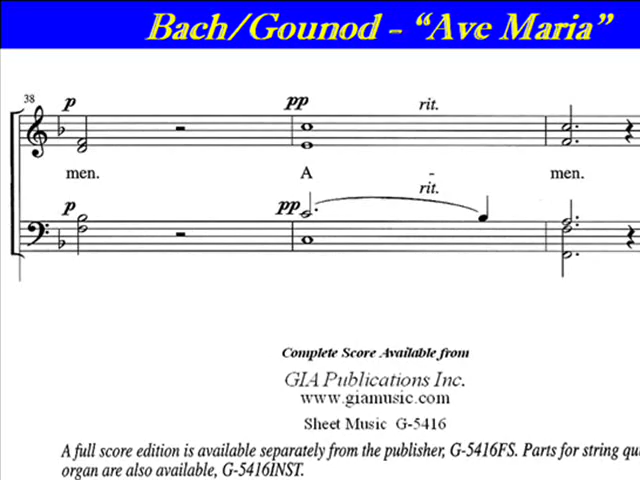 Bach/Gounod - "Ave Maria"
38 p pp rit.
men. A - men.
p pp rit.
Complete Score Available from
GIA Publications Inc.
www.giamusic.com
Sheet Music G-5416
A full score edition is available separately from the publisher, G-5416FS. Parts for string
organ are also available, G-5416INST.